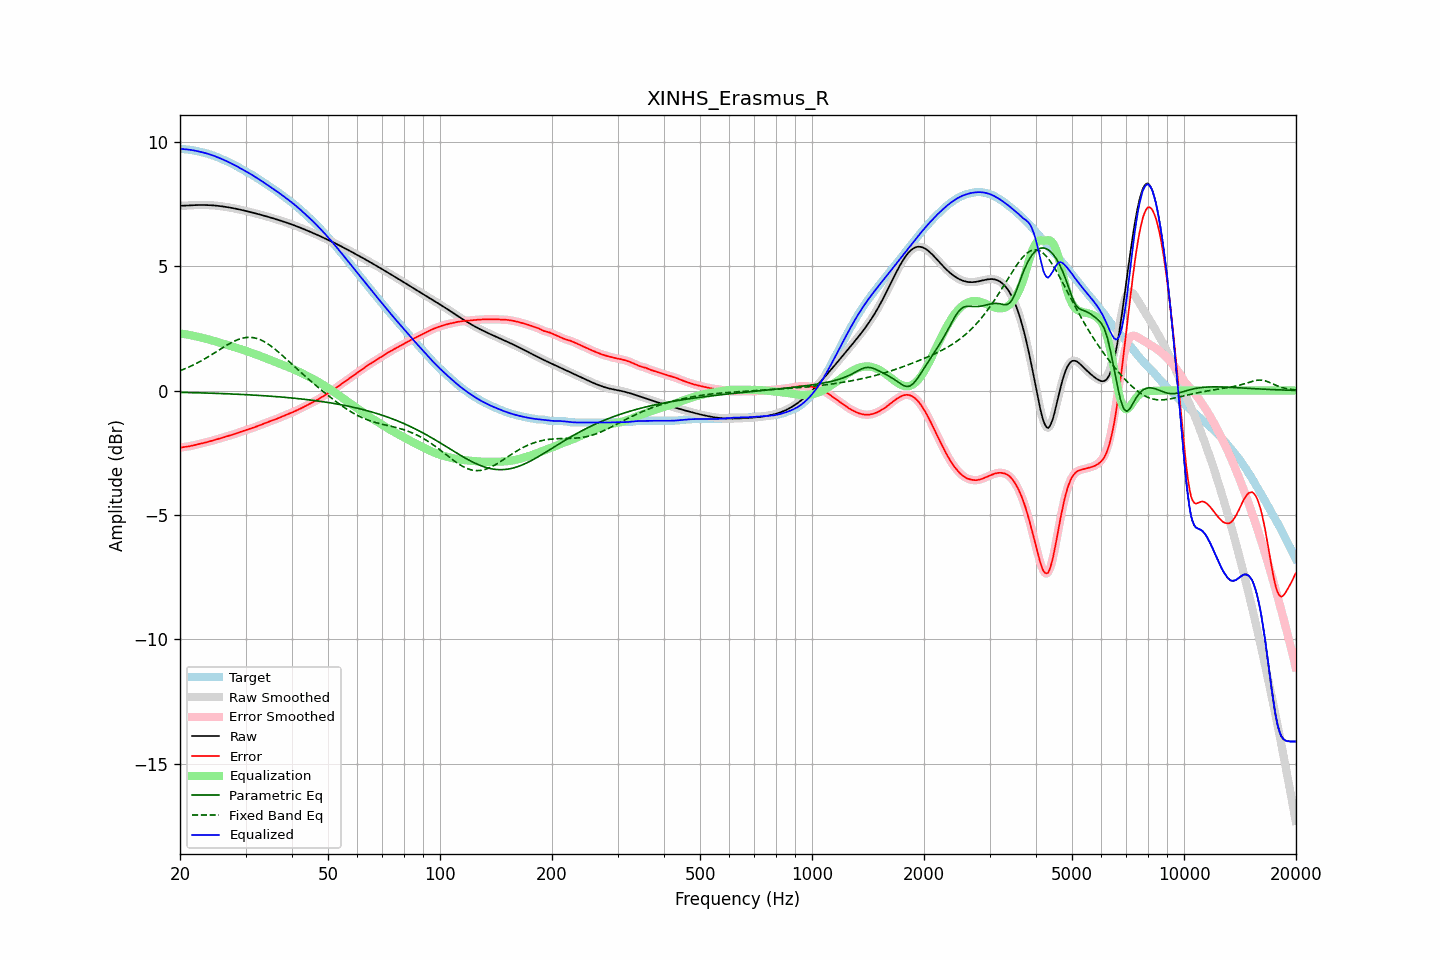 XINHS_Erasmus_R
Amplitude (dBr)
10
5
0
−5
−10
−15
Target
Raw Smoothed
Error Smoothed
Raw
Error
Equalization
Parametric Eq
Fixed Band Eq
Equalized
20 50 100 200 500 1000 2000 5000 10000 20000
Frequency (Hz)